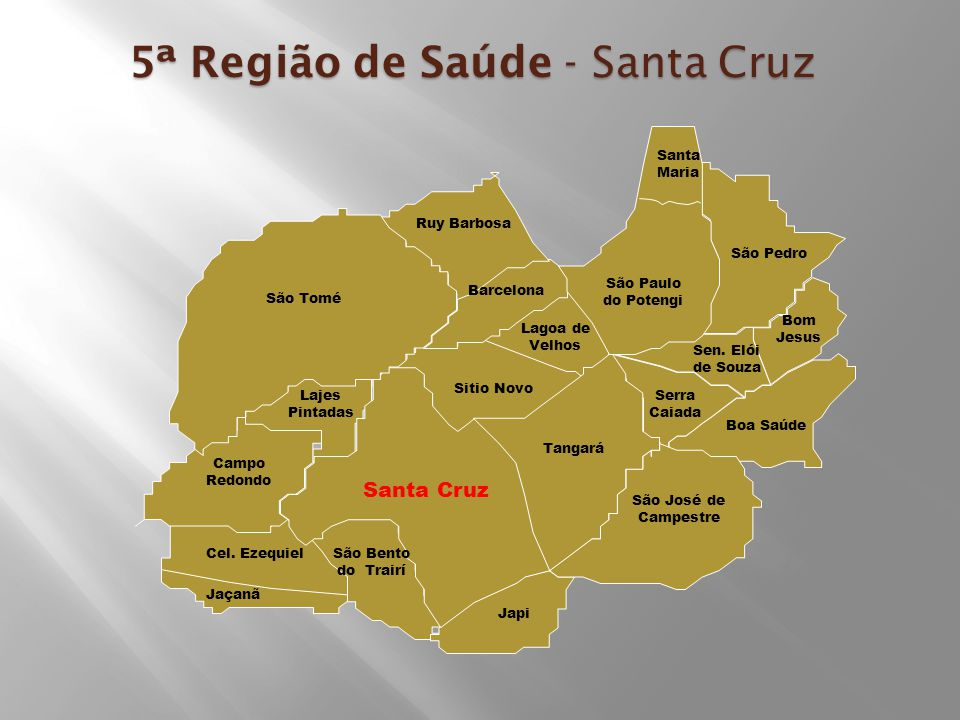 5ª Região de Saúde - Santa Cruz
Santa
Maria
Ruy Barbosa
São Pedro
São Paulo
do Potengi
Barcelona
São Tomé
Bom
Jesus
Lagoa de
Velhos
Sen. Elói
de Souza
Sitio Novo
Lajes
Pintadas
Serra
Caiada
Boa Saúde
Tangará
Campo
Redondo
Santa Cruz
São José de
Campestre
Cel. Ezequiel
São Bento
do Trairí
Jaçanã
Japi